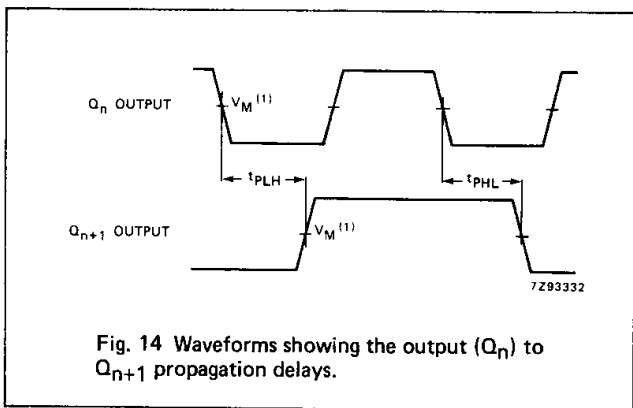 Qn OUTPUT
VM (1)
tPLH
tPHL
Qn+1 OUTPUT
VM (1)
7Z93332
Fig. 14 Waveforms showing the output (Qn) to
Qn+1 propagation delays.